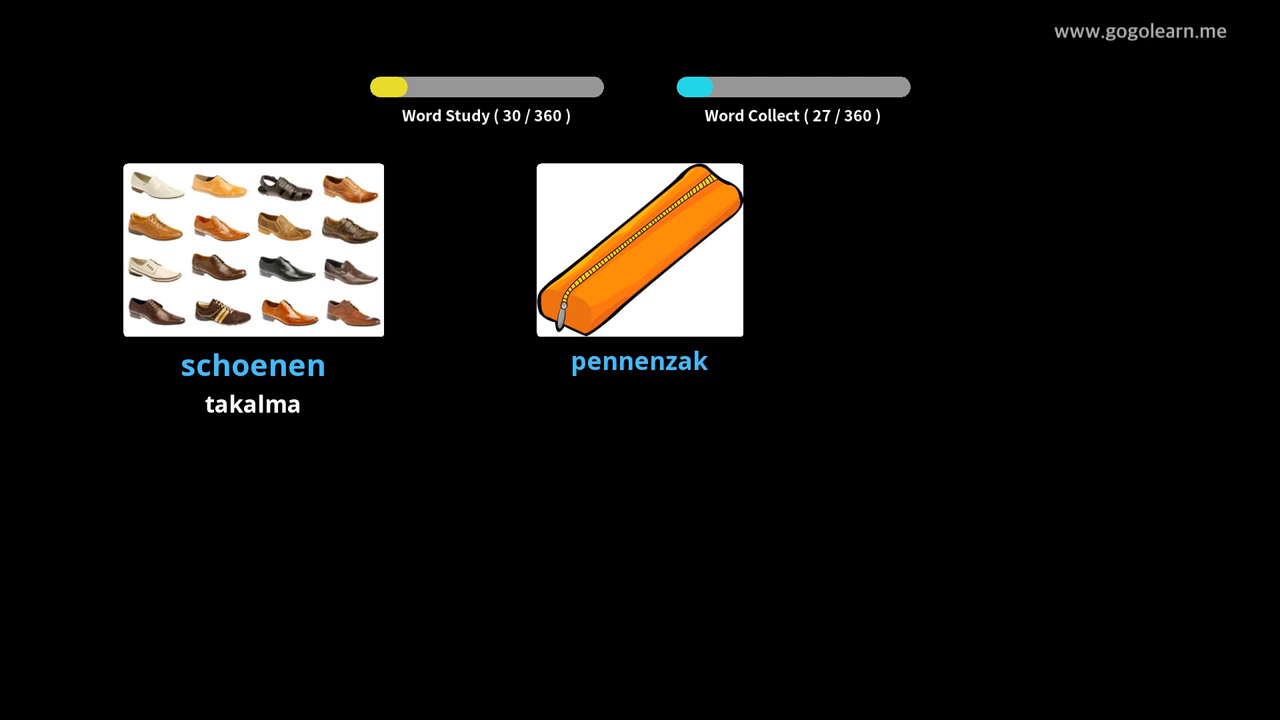 www.gogolearn.me
Word Study ( 30 / 360 )
Word Collect ( 27 / 360 )
schoenen
pennenzak
takalma